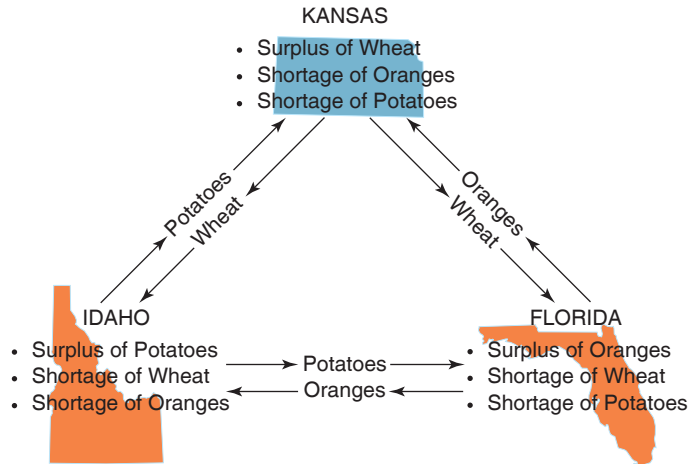 KANSAS
• Surplus of Wheat
• Shortage of Oranges
• Shortage of Potatoes
Potatoes
Wheat
Oranges
Wheat
IDAHO
• Surplus of Potatoes
• Shortage of Wheat
• Shortage of Oranges
Potatoes
Oranges
FLORIDA
• Surplus of Oranges
• Shortage of Wheat
• Shortage of Potatoes